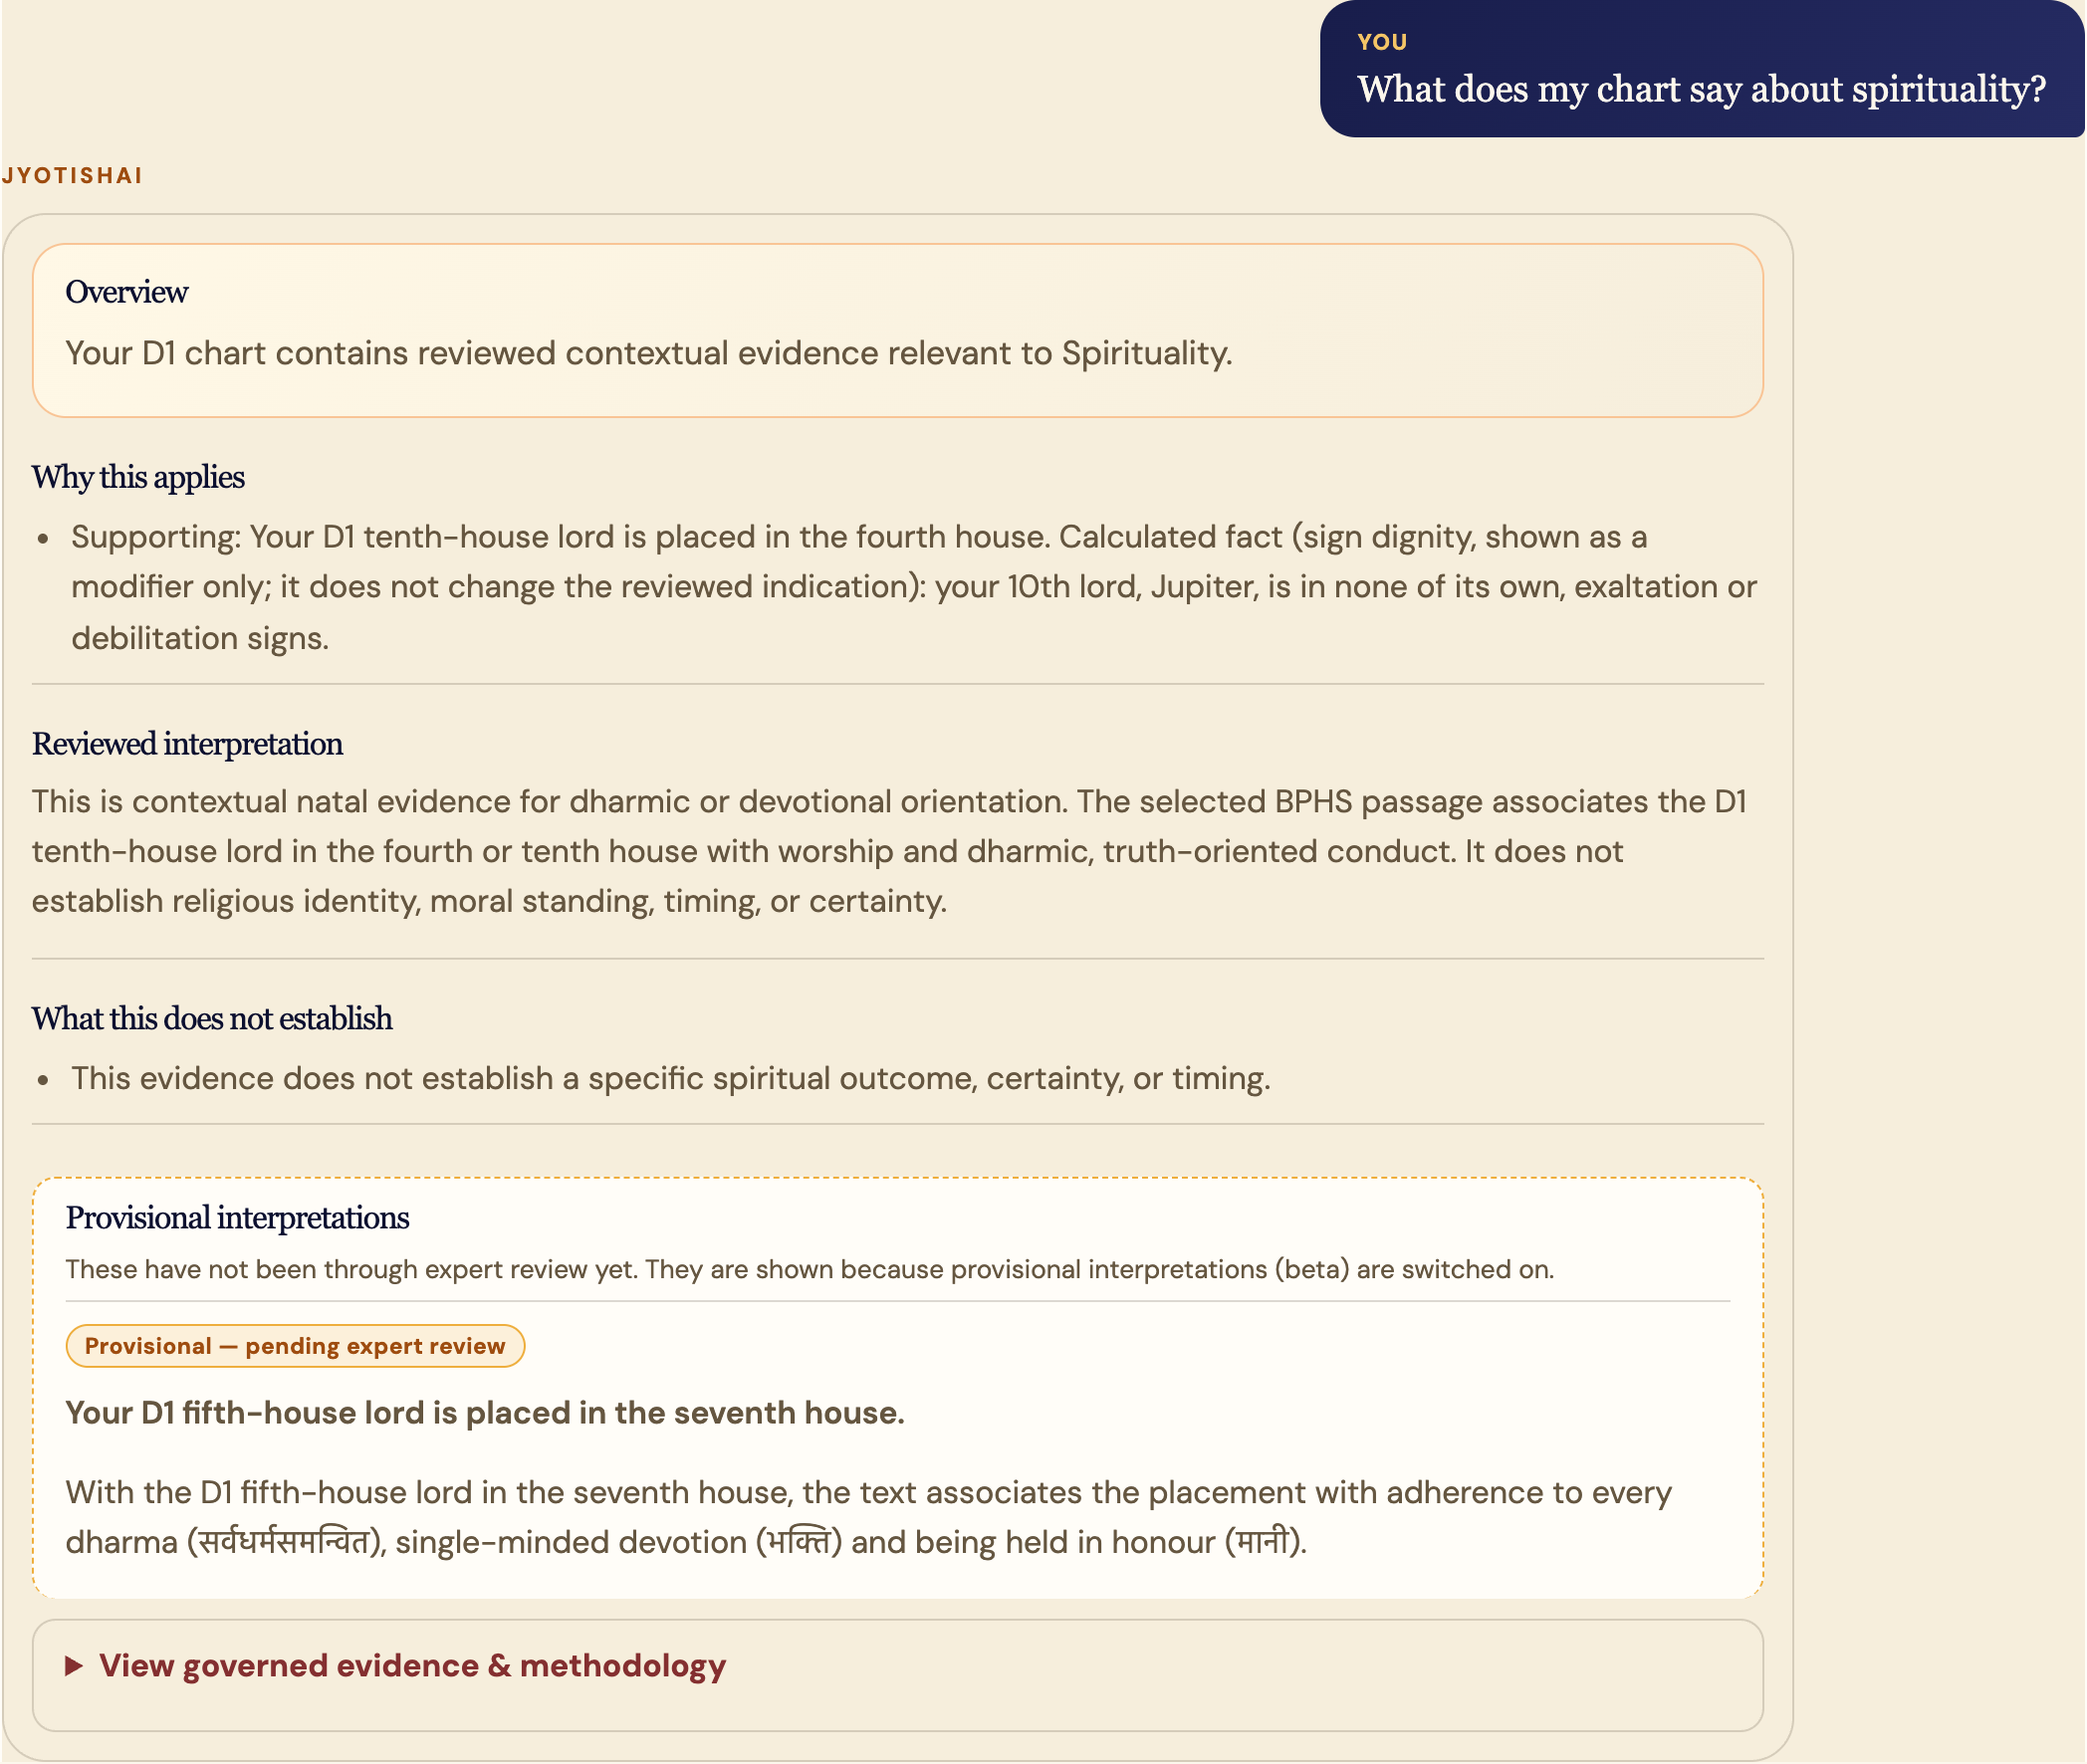 YOU
What does my chart say about spirituality?
JYOTISHAI
Overview
Your D1 chart contains reviewed contextual evidence relevant to Spirituality.
Why this applies
• Supporting: Your D1 tenth-house lord is placed in the fourth house. Calculated fact (sign dignity, shown as a
modifier only; it does not change the reviewed indication): your 10th lord, Jupiter, is in none of its own, exaltation or
debilitation signs.
Reviewed interpretation
This is contextual natal evidence for dharmic or devotional orientation. The selected BPHS passage associates the D1
tenth-house lord in the fourth or tenth house with worship and dharmic, truth-oriented conduct. It does not
establish religious identity, moral standing, timing, or certainty.
What this does not establish
• This evidence does not establish a specific spiritual outcome, certainty, or timing.
Provisional interpretations
These have not been through expert review yet. They are shown because provisional interpretations (beta) are switched on.
Provisional — pending expert review
Your D1 fifth-house lord is placed in the seventh house.
With the D1 fifth-house lord in the seventh house, the text associates the placement with adherence to every
dharma (सर्वधर्मसमन्वित), single-minded devotion (भक्ति) and being held in honour (मानी).
▶ View governed evidence & methodology